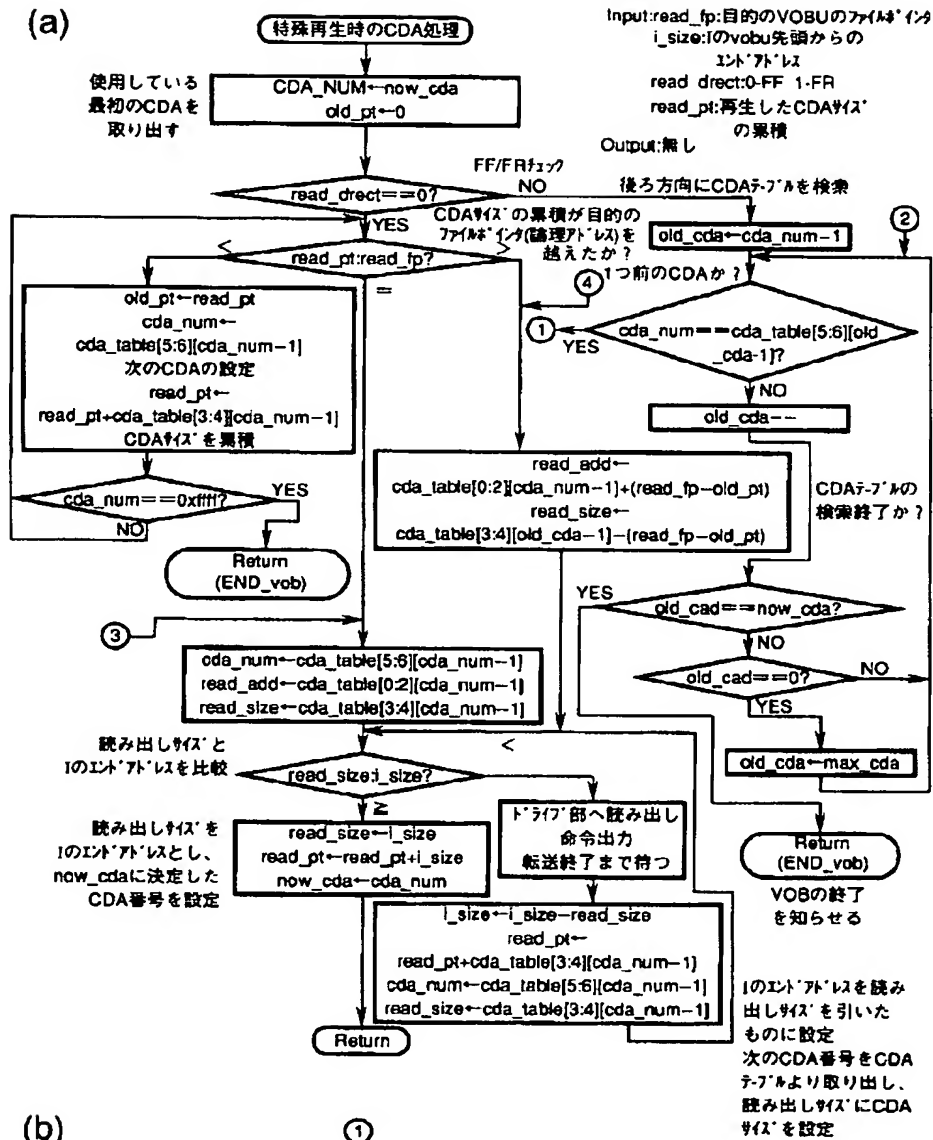 (a)
特殊再生時のCDA処理
Input:read_fp:目的のVOBUのファイルポインタ
i_size:Iのvobu先頭からの
エンドアドレス
read drect:0-FF 1-FR
read_pt:再生したCDAサイズ
の累積
Output:無し
使用している
最初のCDAを
取り出す
CDA_NUM←now_cda
old_pt←0
FF/FRチェック
read_drect==0?
NO
YES
後ろ方向にCDAテーブルを検索
CDAサイズの累積が目的の
ファイルポインタ(論理アドレス)を
越えたか?
old_cda←cda_num-1
②
<
read_pt:read_fp?
>
=
④
1つ前のCDAか?
①
YES
cda_num==cda_table[5:6][old
_cda-1]?
NO
old_cda--
old_pt←read_pt
cda_num←
cda_table[5:6][cda_num-1]
次のCDAの設定
read_pt←
read_pt+cda_table[3:4][cda_num-1]
CDAサイズを累積
cda_num==0xffff?
YES
NO
Return
(END_vob)
read_add←
cda_table[0:2][cda_num-1]+(read_fp-old_pt)
read_size←
cda_table[3:4][old_cda-1]-(read_fp-old_pt)
CDAテーブルの
検索終了か?
YES
old_cad==now_cda?
NO
old_cad==0?
NO
YES
old_cda←max_cda
Return
(END_vob)
VOBの終了
を知らせる
③
cda_num←cda_table[5:6][cda_num-1]
read_add←cda_table[0:2][cda_num-1]
read_size←cda_table[3:4][cda_num-1]
読み出しサイズと
Iのエンドアドレスを比較
read_size:i_size?
<
≧
読み出しサイズを
Iのエンドアドレスとし、
now_cdaに決定した
CDA番号を設定
read_size←i_size
read_pt←read_pt+i_size
now_cda←cda_num
ドライブ部へ読み出し
命令出力
転送終了まで待つ
i_size←i_size-read_size
read_pt←
read_pt+cda_table[3:4][cda_num-1]
cda_num←cda_table[5:6][cda_num-1]
read_size←cda_table[3:4][cda_num-1]
Return
Iのエンドアドレスを読み
出しサイズを引いた
ものに設定
次のCDA番号をCDA
テーブルより取り出し、
読み出しサイズにCDA
サイズを設定
(b)
①